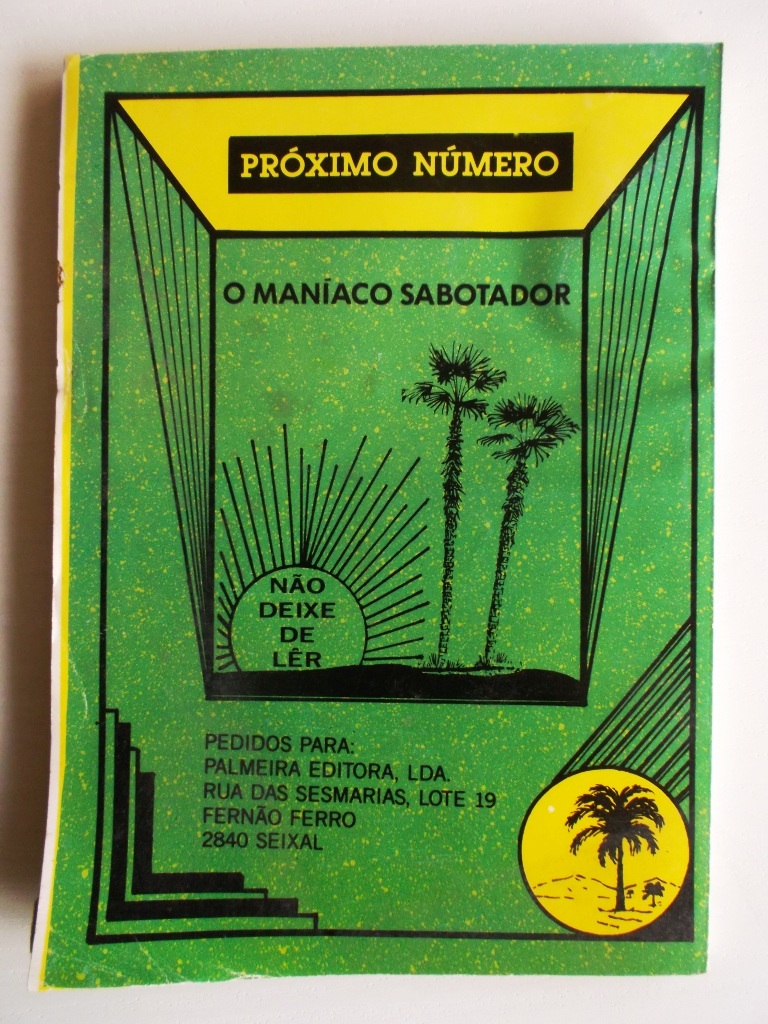 PRÓXIMO NÚMERO
O MANÍACO SABOTADOR
NÃO
DEIXE
DE
LÊR
PEDIDOS PARA:
PALMEIRA EDITORA, LDA.
RUA DAS SESMARIAS, LOTE 19
FERNÃO FERRO
2840 SEIXAL